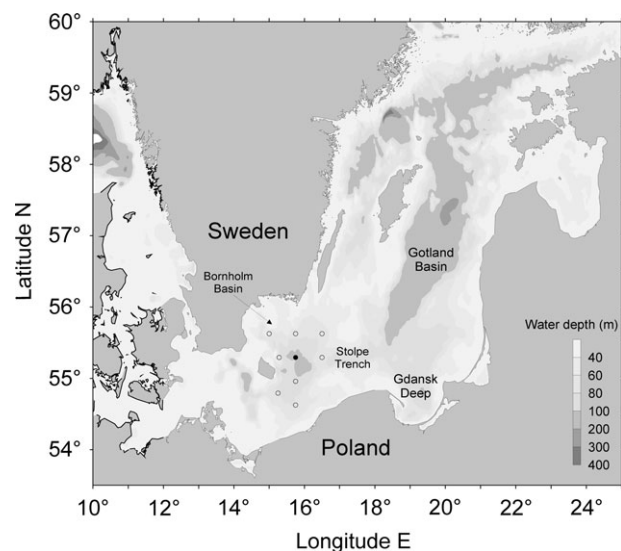 60°
59°
58°
57°
56°
55°
54°
Latitude N
Sweden
Bornholm
Basin
Gotland
Basin
Stolpe
Trench
Gdansk
Deep
Poland
Water depth (m)
40
60
80
100
200
300
400
10°
12°
14°
16°
18°
20°
22°
24°
Longitude E